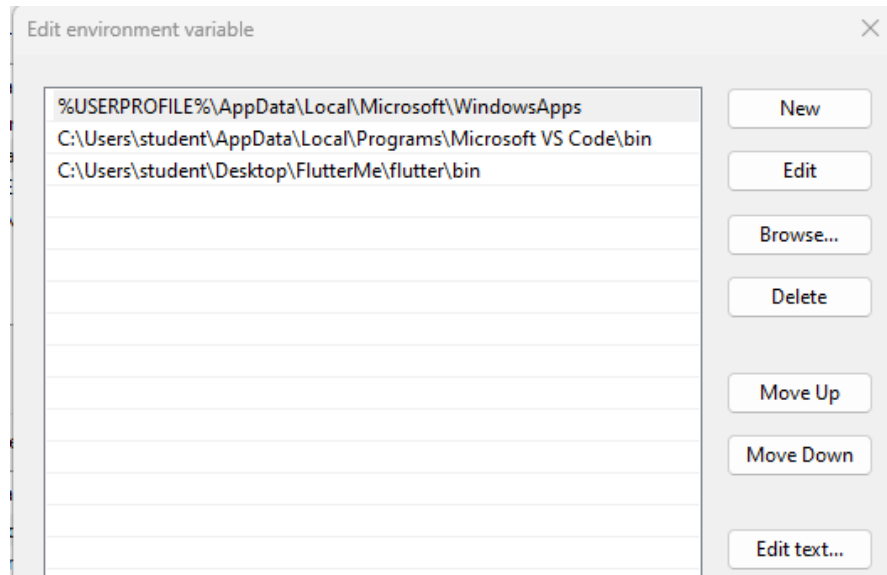 Edit environment variable
%USERPROFILE%\AppData\Local\Microsoft\WindowsApps
C:\Users\student\AppData\Local\Programs\Microsoft VS Code\bin
C:\Users\student\Desktop\FlutterMe\flutter\bin
New
Edit
Browse...
Delete
Move Up
Move Down
Edit text...